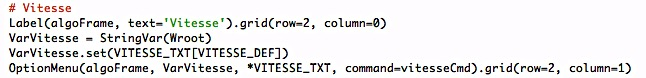 # Vitesse
Label(algoFrame, text='Vitesse').grid(row=2, column=0)
VarVitesse = StringVar(Wroot)
VarVitesse.set(VITESSE_TXT[VITESSE_DEF])
OptionMenu(algoFrame, VarVitesse, *VITESSE_TXT, command=vitesseCmd).grid(row=2, column=1)